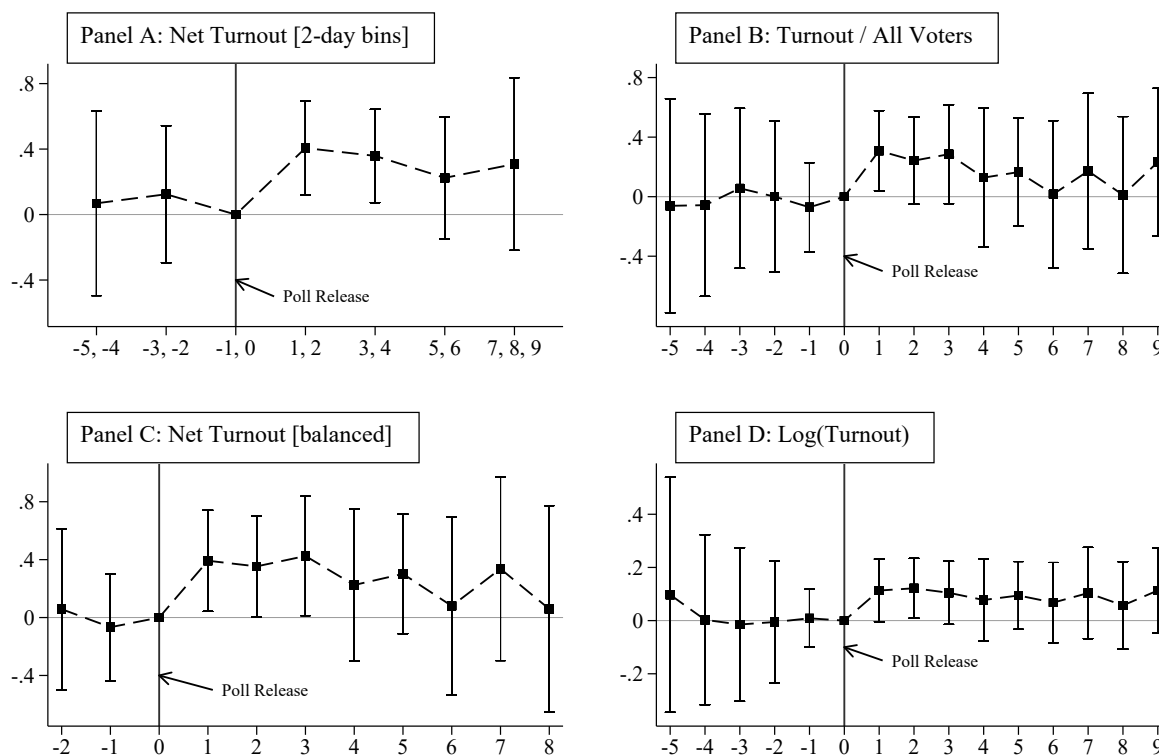 Panel A: Net Turnout [2-day bins]
.8
.4
0
-.4
Poll Release
-5, -4 -3, -2 -1, 0 1, 2 3, 4 5, 6 7, 8, 9
Panel B: Turnout / All Voters
.8
.4
0
-.4
Poll Release
-5 -4 -3 -2 -1 0 1 2 3 4 5 6 7 8 9
Panel C: Net Turnout [balanced]
.8
.4
0
-.4
Poll Release
-2 -1 0 1 2 3 4 5 6 7 8
Panel D: Log(Turnout)
.4
.2
0
-.2
Poll Release
-5 -4 -3 -2 -1 0 1 2 3 4 5 6 7 8 9